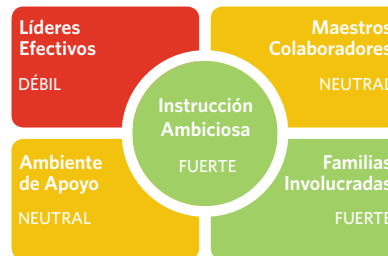 Líderes
Efectivos
DÉBIL
Maestros
Colaboradores
NEUTRAL
Instrucción
Ambiciosa
FUERTE
Ambiente
de Apoyo
NEUTRAL
Familias
Involucradas
FUERTE